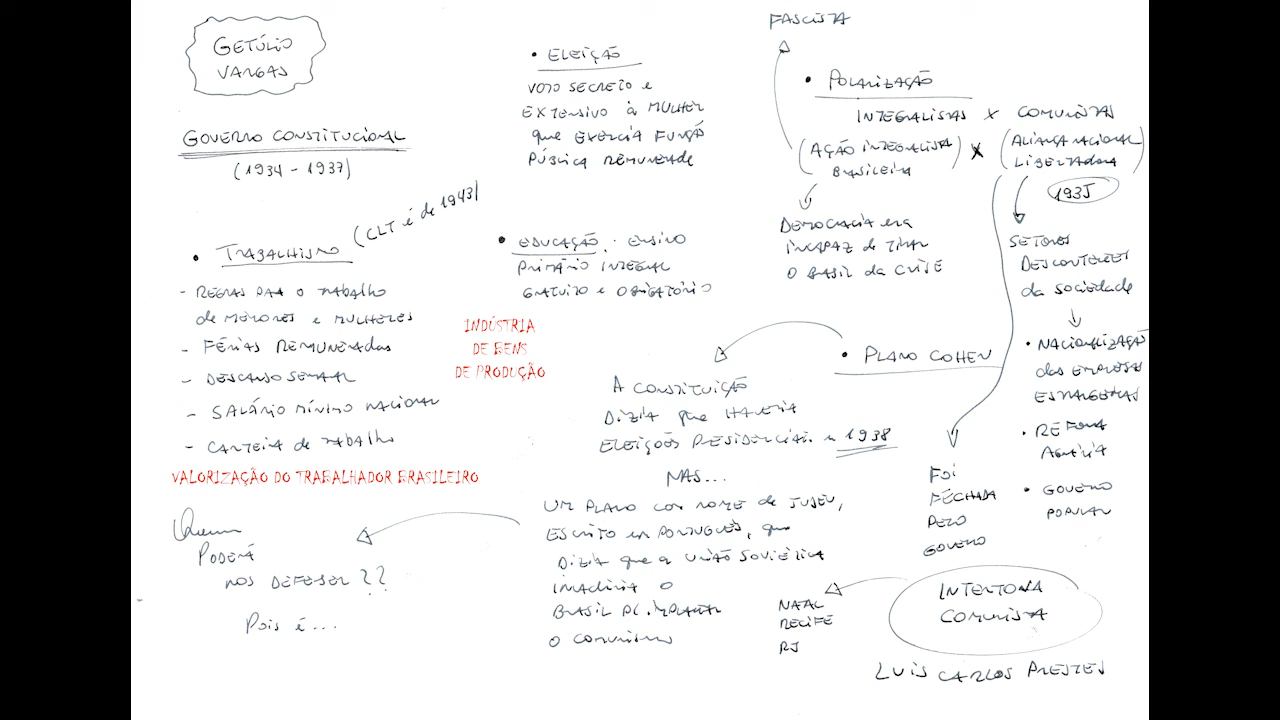 GETÚLIO
VARGAS
GOVERNO CONSTITUCIONAL
(1934 - 1937)
• TRABALHISMO (CLT é de 1943)
- REGRAS PARA O TRABALHO
de MENORES e MULHERES
- FÉRIAS REMUNERADAS
- DESCANSO SEMANAL
- SALÁRIO MÍNIMO NACIONAL
- CARTEIRA de TRABALHO
VALORIZAÇÃO DO TRABALHADOR BRASILEIRO
• ELEIÇÃO
VOTO SECRETO e
EXTENSIVO à MULHER
que EXERCIA FUNÇÃO
PÚBLICA REMUNERADA
• EDUCAÇÃO. ENSINO
PRIMÁRIO INTEGRAL
GRATUITO e OBRIGATÓRIO
INDÚSTRIA
DE BENS
DE PRODUÇÃO
FASCISTA
• POLARIZAÇÃO
INTEGRALISTAS X COMUNISTAS
(AÇÃO INTEGRALISTA
BRASILEIRA) X (ALIANÇA NACIONAL
LIBERTADORA)
1935
DEMOCRACIA era
INCAPAZ de TIRAR
O BRASIL da CRISE
SETORES
DESCONTENTES
da SOCIEDADE
• NACIONALIZAÇÃO
das EMPRESAS
ESTRANGEIRAS
• REFORMA
AGRÁRIA
• GOVERNO
POPULAR
FOI
FECHADA
PELO
GOVERNO
• PLANO COHEN
A CONSTITUIÇÃO
DIZIA que HAVERIA
ELEIÇÕES PRESIDENCIAIS em 1938
MAS...
UM PLANO COM NOME de JUDEU,
ESCRITO em PORTUGUÊS, que
DIZIA que a UNIÃO SOVIÉTICA
INVADIRIA O
BRASIL P/ IMPLANTAR
O COMUNISMO
Quem
PODERÁ
NOS DEFENDER??
Pois é...
INTENTONA
COMUNISTA
NATAL
RECIFE
RJ
LUIS CARLOS PRESTES